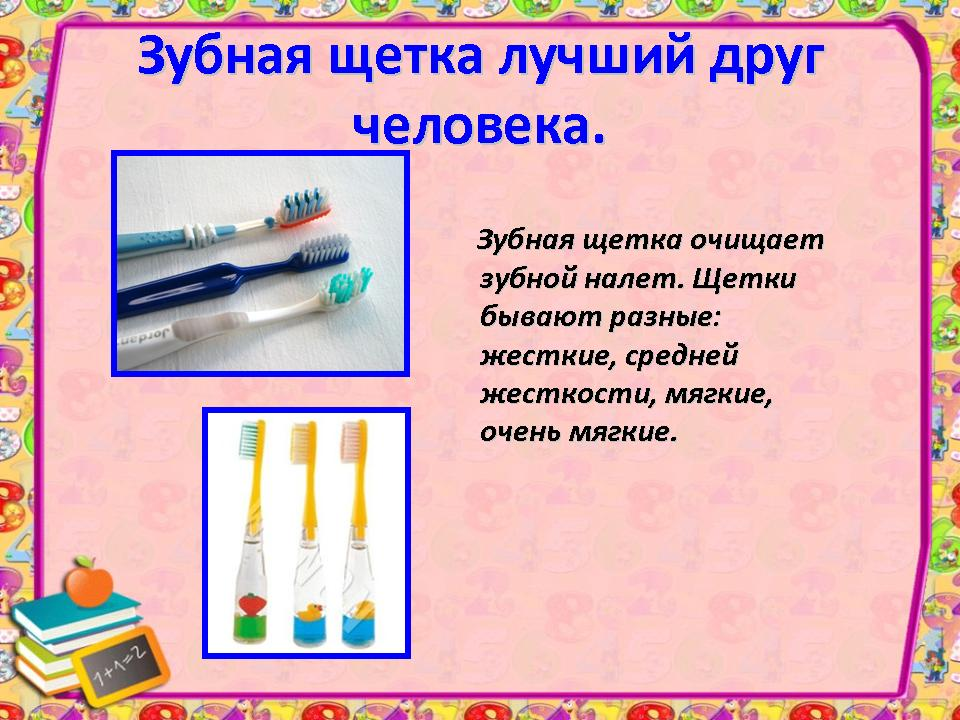 Зубная щетка лучший друг
человека.
Jordan
Зубная щетка очищает
зубной налет. Щетки
бывают разные:
жесткие, средней
жесткости, мягкие,
очень мягкие.
1+1=2